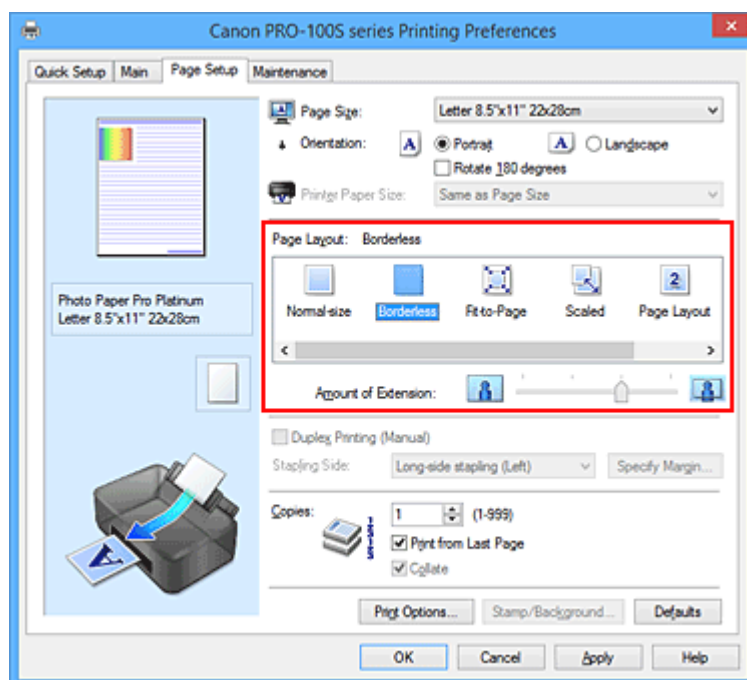 Canon PRO-100S series Printing Preferences
Quick Setup Main Page Setup Maintenance
Page Size: Letter 8.5"x11" 22x28cm
Orientation: A Portrait A Landscape
Rotate 180 degrees
Printer Paper Size: Same as Page Size
Page Layout: Borderless
Photo Paper Pro Platinum
Letter 8.5"x11" 22x28cm
2
Normal-size Borderless Fit-to-Page Scaled Page Layout
Amount of Extension:
Duplex Printing (Manual)
Stapling Side: Long-side stapling (Left) Specify Margin...
Copies: 1 (1-999)
Print from Last Page
Collate
A
Print Options... Stamp/Background... Defaults
OK Cancel Apply Help